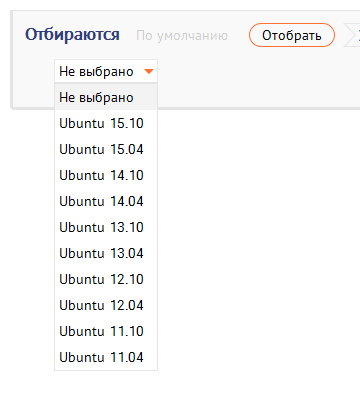 Отбираются По умолчанию Отобрать
Не выбрано
Не выбрано
Ubuntu 15.10
Ubuntu 15.04
Ubuntu 14.10
Ubuntu 14.04
Ubuntu 13.10
Ubuntu 13.04
Ubuntu 12.10
Ubuntu 12.04
Ubuntu 11.10
Ubuntu 11.04